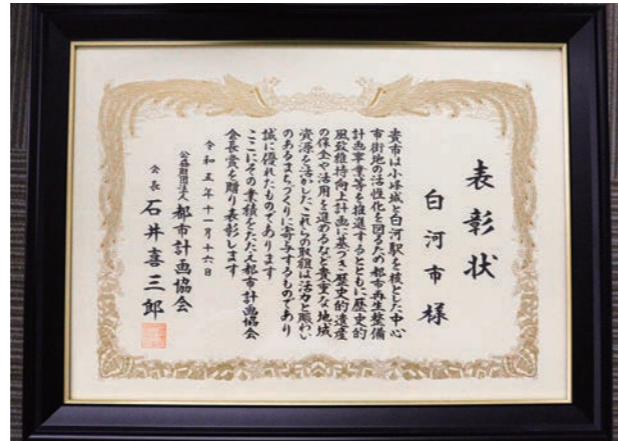 表彰状
白河市様
貴市は小峰城と白河駅を核とした中心
市街地の活性化を図るため都市再生整備
計画事業等を推進するとともに歴史的
風致維持向上計画に基づき歴史的遺産
の保全や活用を進めるなど貴重な地域
資源を活かしたこれらの取組は活力と賑わい
のあるまちづくりに寄与するものであり
誠に優れたものであります
ここにその業績をたたえ都市計画協会
会長賞を贈り表彰します
令和五年十一月十六日
公益財団法人 都市計画協会
会長 石井喜三郎